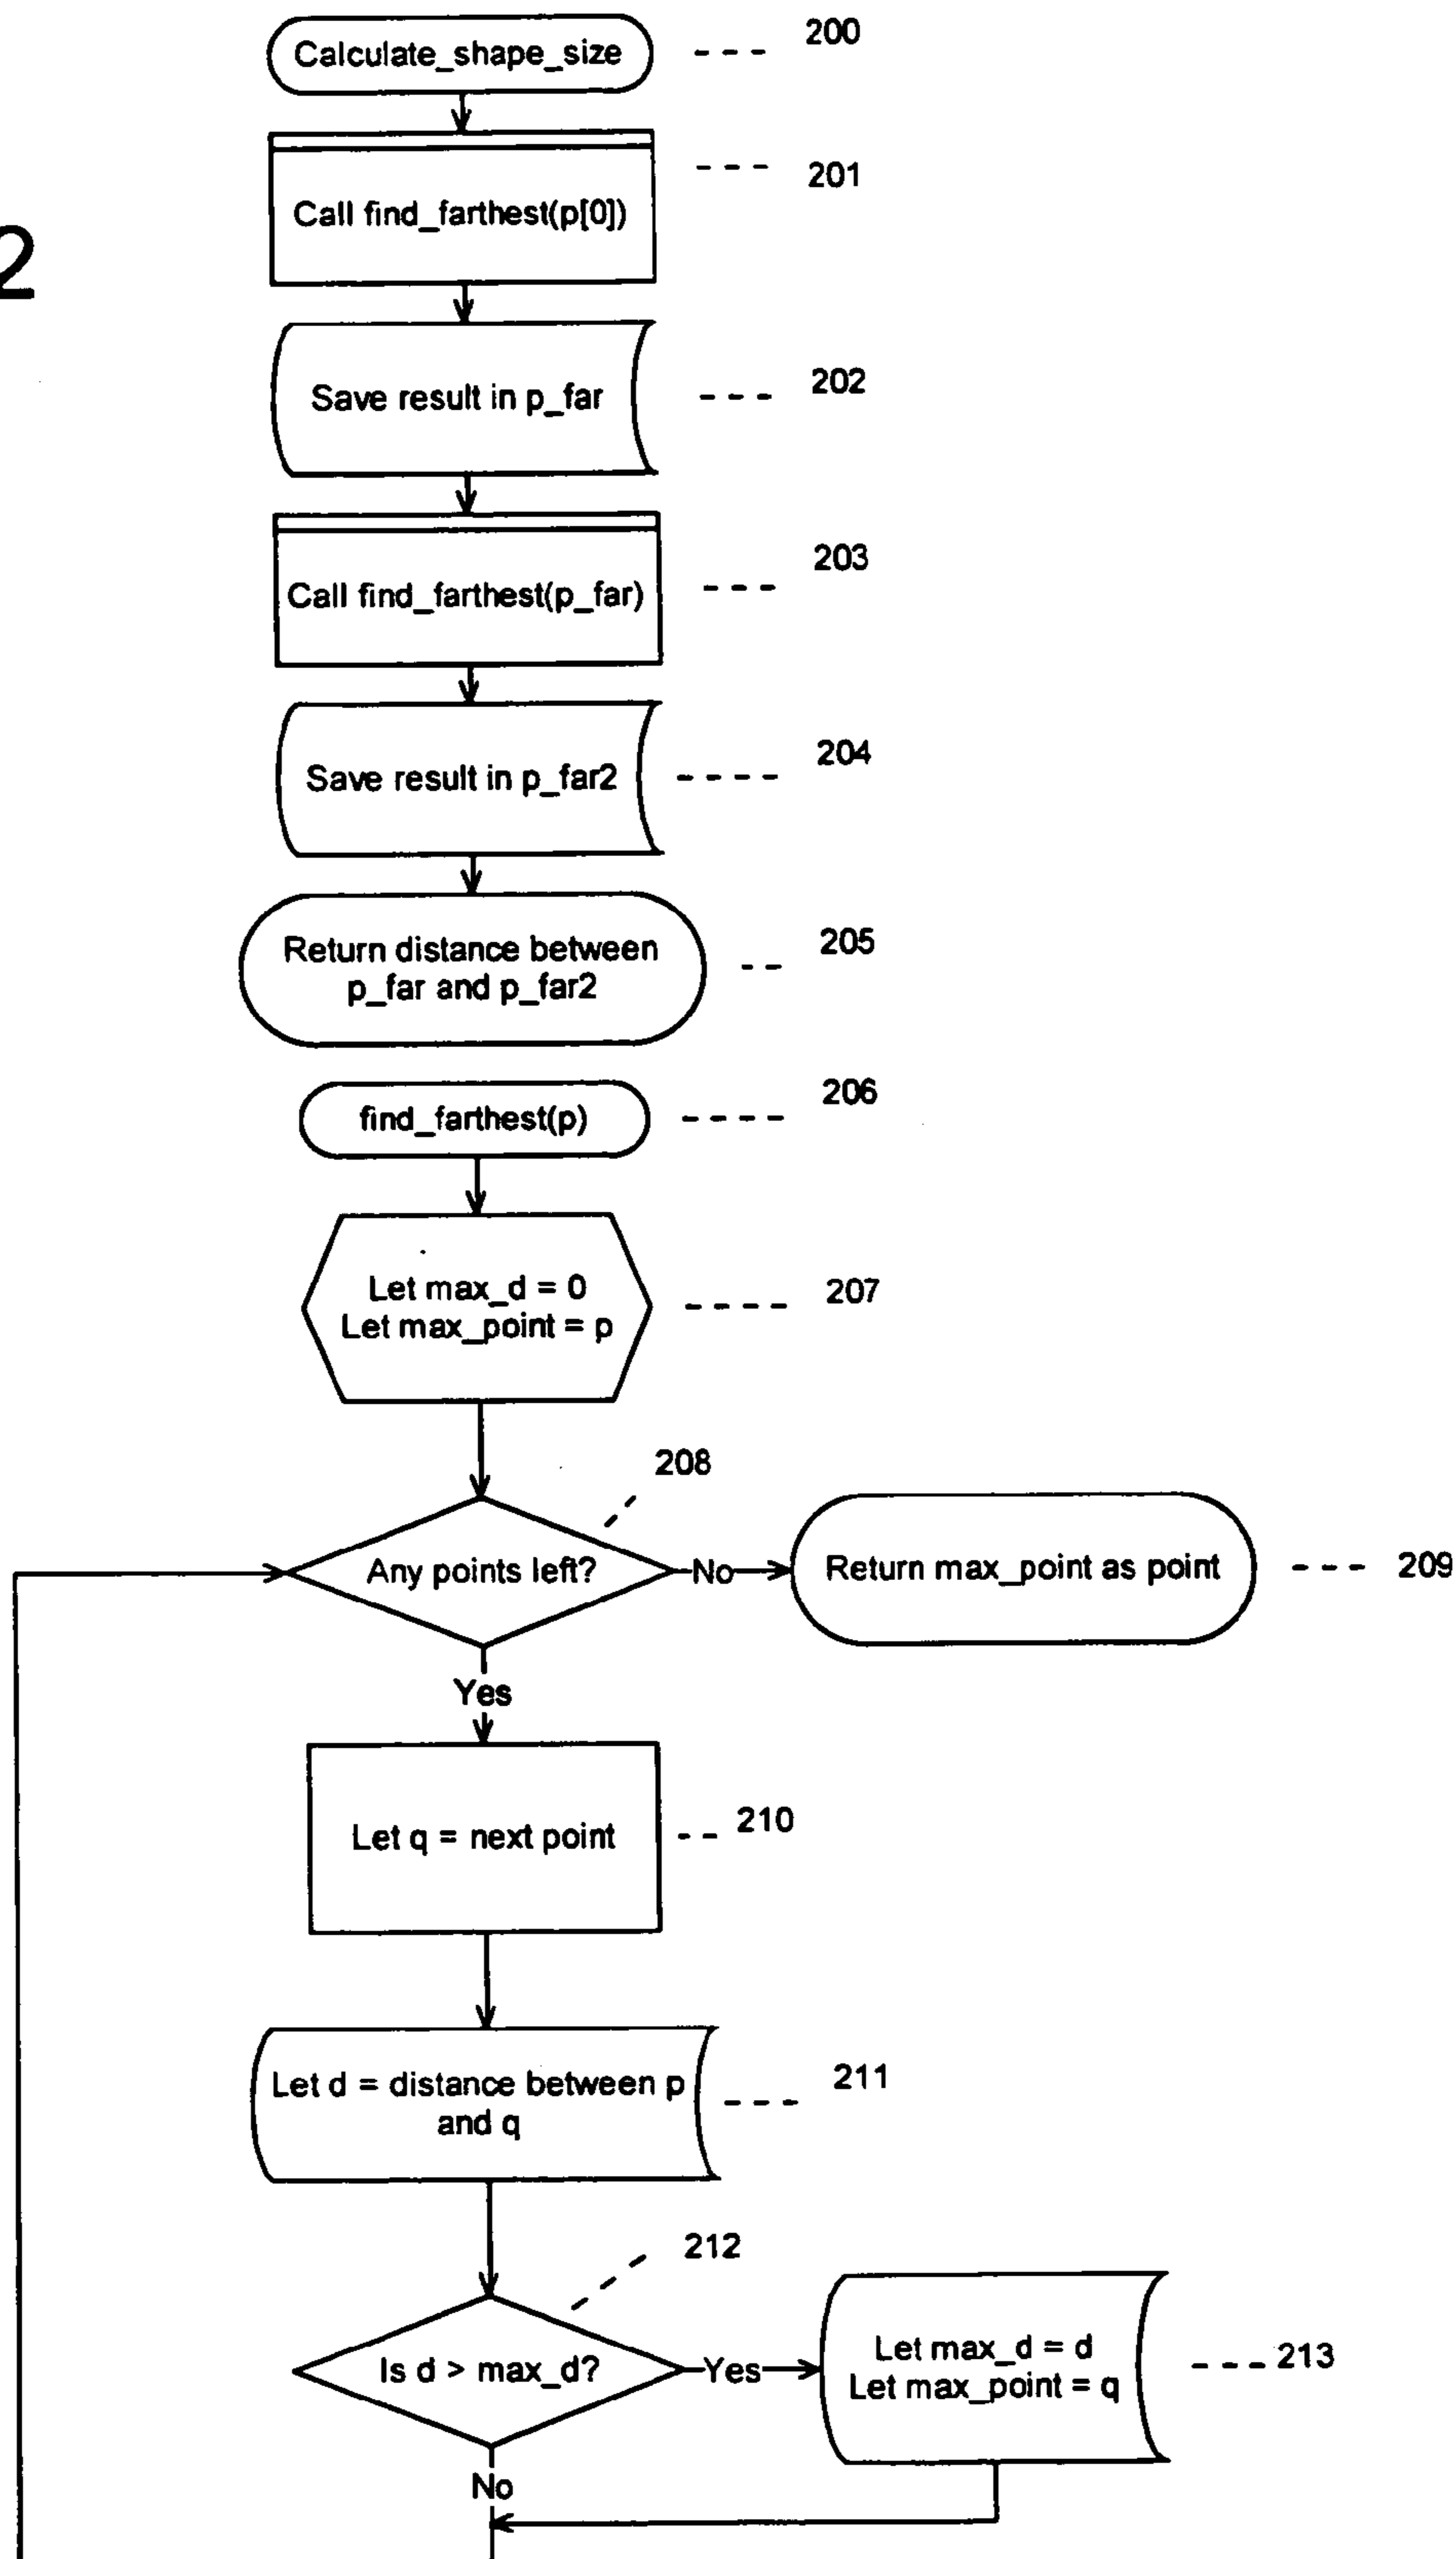 Calculate_shape_size
200
Call find_farthest(p[0])
201
2
Save result in p_far
202
Call find_farthest(p_far)
203
Save result in p_far2
204
Return distance between
p_far and p_far2
205
find_farthest(p)
206
Let max_d = 0
Let max_point = p
207
208
Any points left?
No
Return max_point as point
209
Yes
Let q = next point
210
Let d = distance between p
and q
211
212
Is d > max_d?
Yes
Let max_d = d
Let max_point = q
213
No